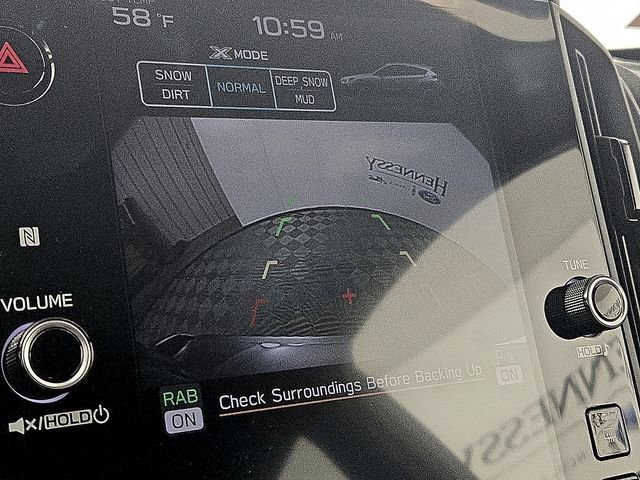 58 °F
10:59 AM
X MODE
SNOW
DIRT
NORMAL
DEEP SNOW
MUD
HENNESSY
VOLUME
/HOLD
TUNE
HOLD
RAB
ON
Check Surroundings Before Backing Up
ON
HENNESSY